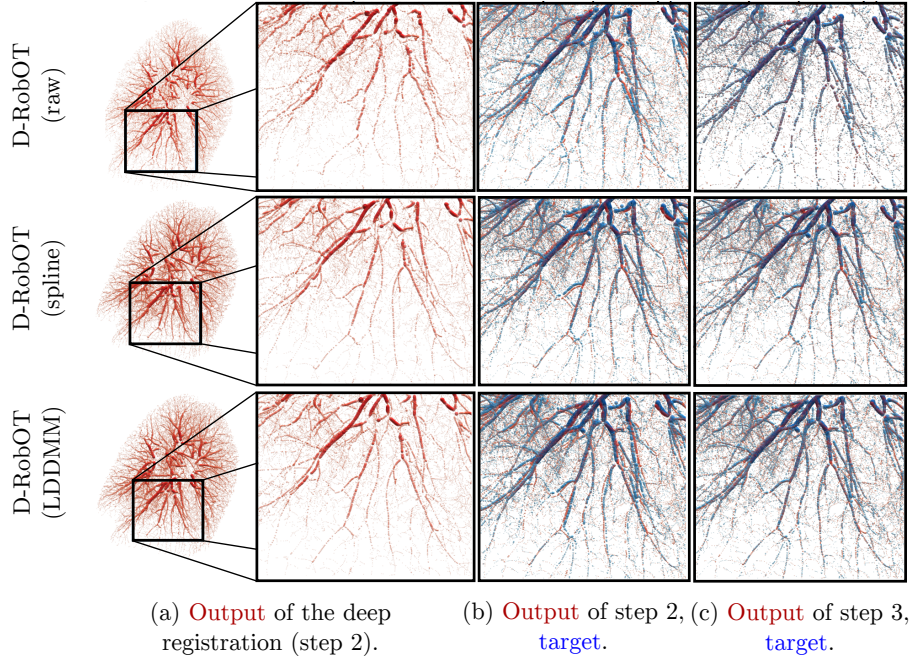 D-RobOT
(raw)
D-RobOT
(spline)
D-RobOT
(LDDMM)
(a) Output of the deep
registration (step 2).
(b) Output of step 2,
target.
(c) Output of step 3,
target.